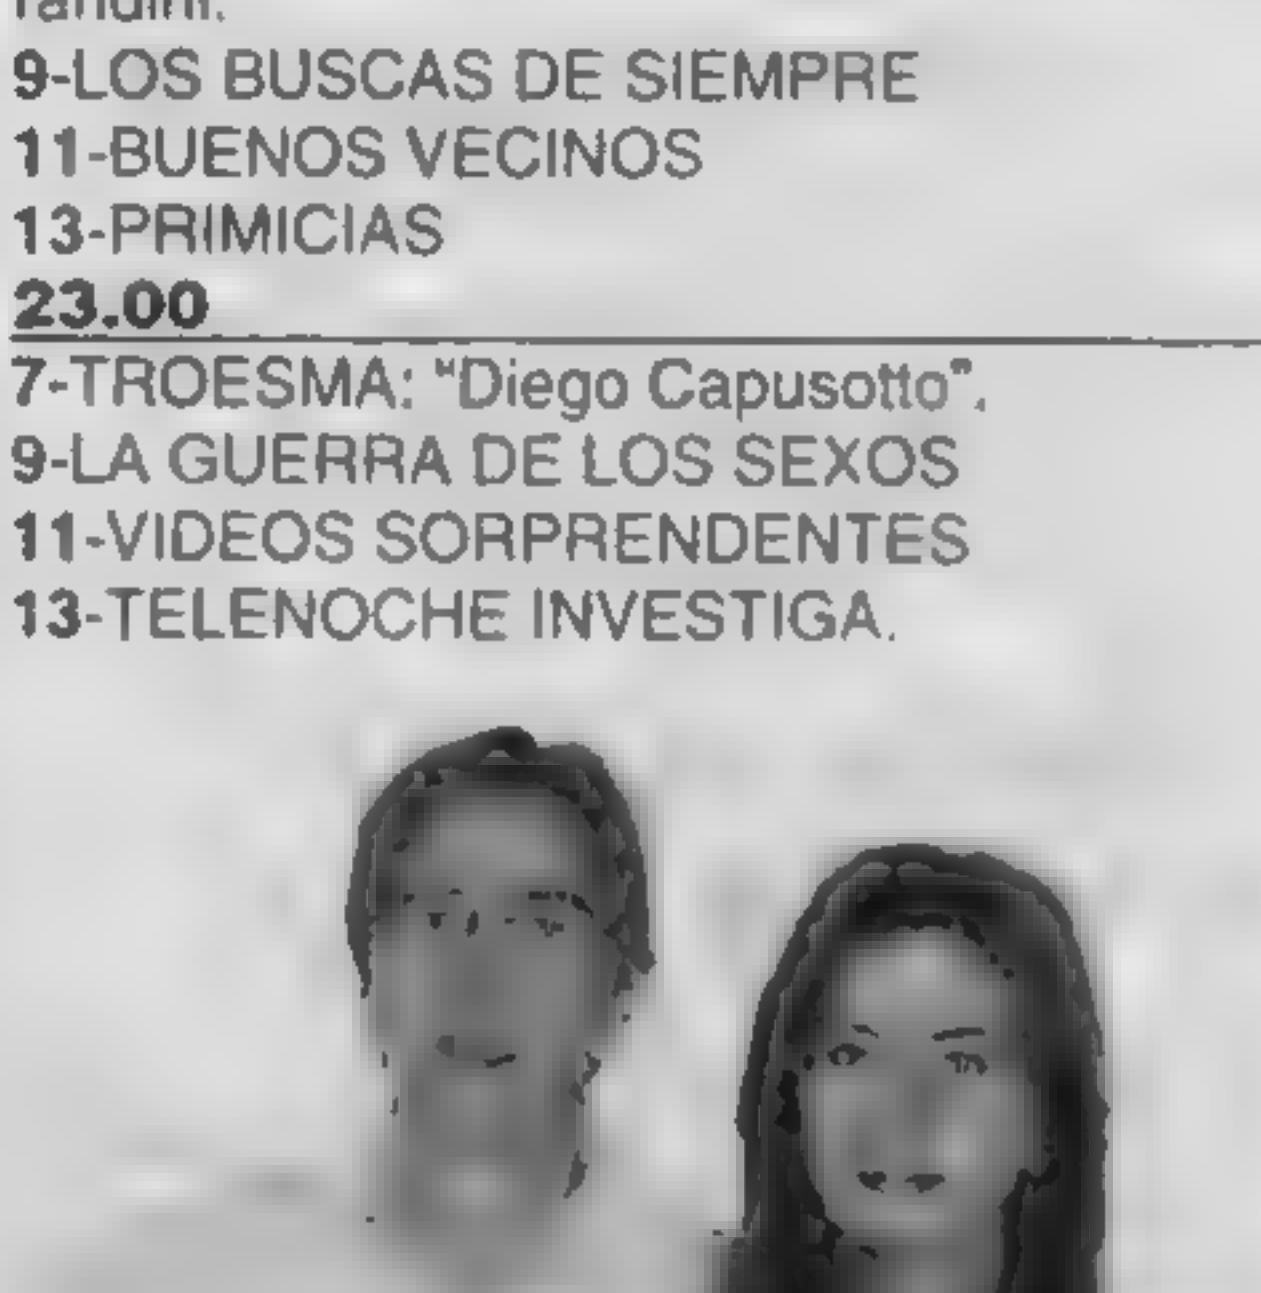 9-LOS BUSCAS DE SIEMPRE
11-BUENOS VECINOS
13-PRIMICIAS
23.00
7-TROESMA: “Diego Capusotto”.
9-LA GUERRA DE LOS SEXOS
11-VIDEOS SORPRENDENTES
13-TELENOCHE INVESTIGA.